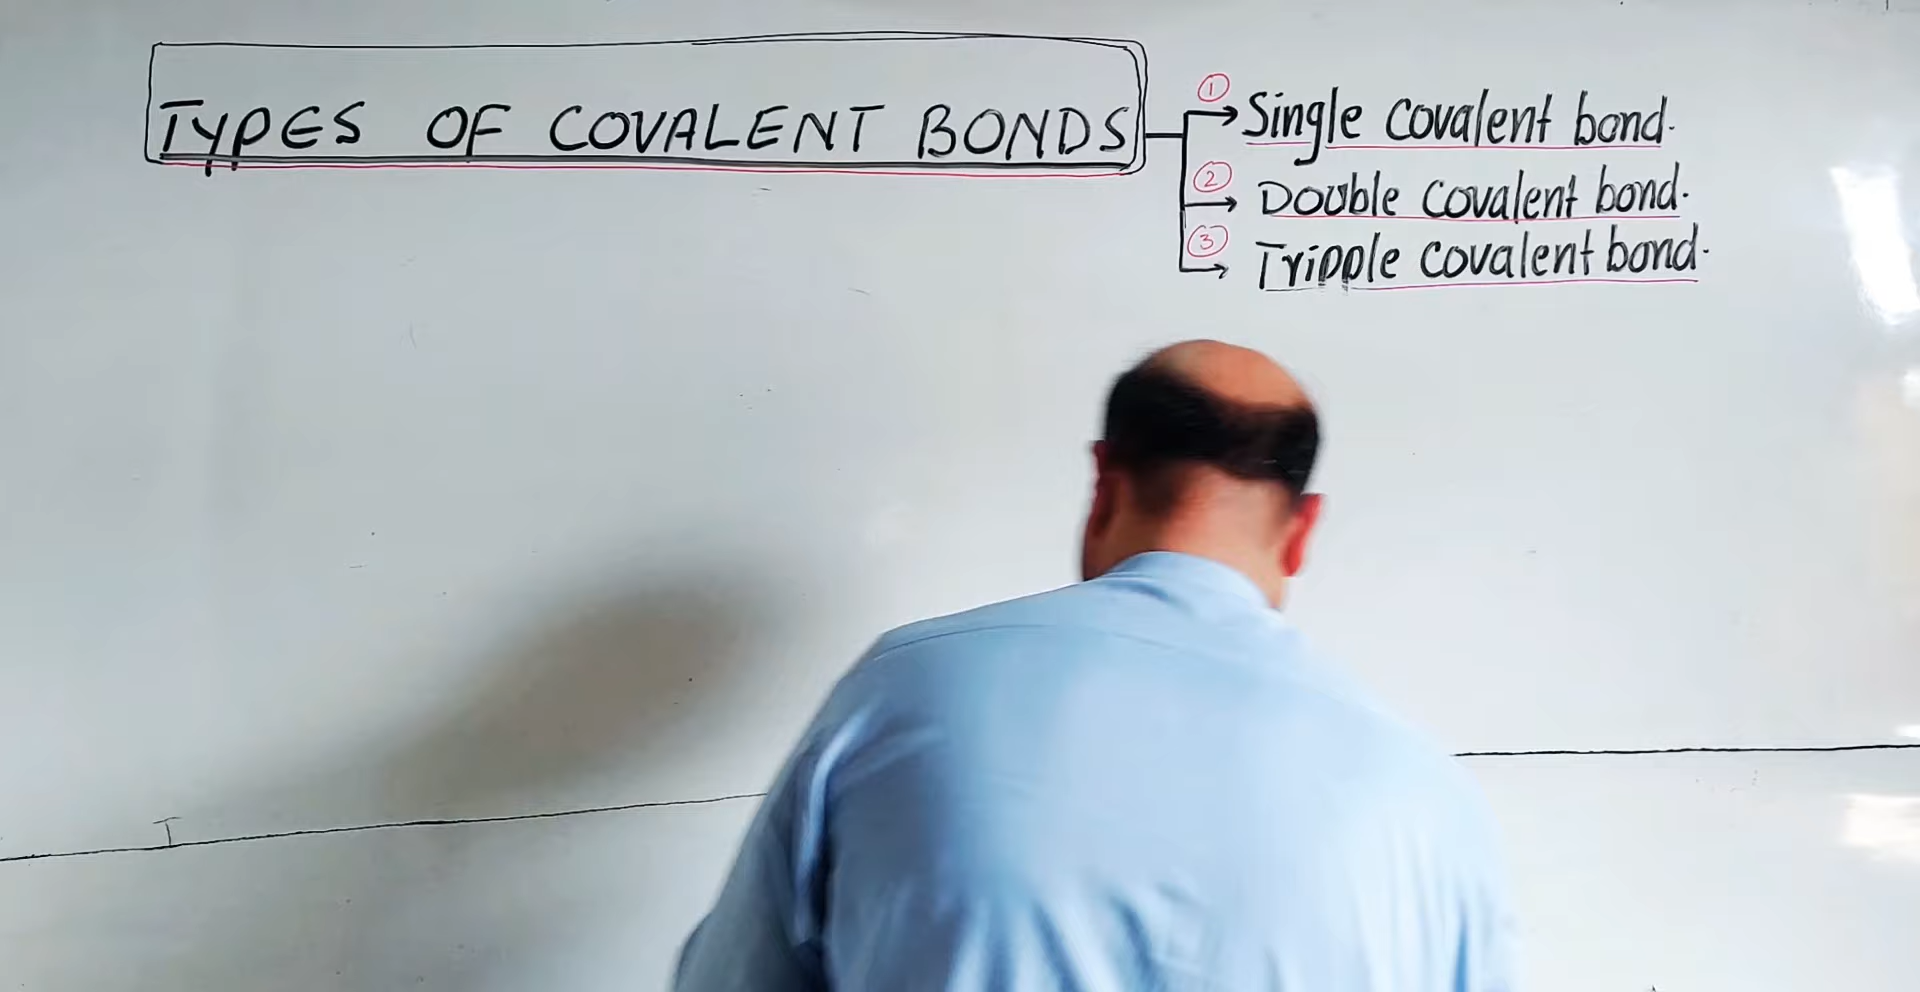 TYPES OF COVALENT BONDS
① Single covalent bond.
② Double covalent bond.
③ Tripple covalent bond.